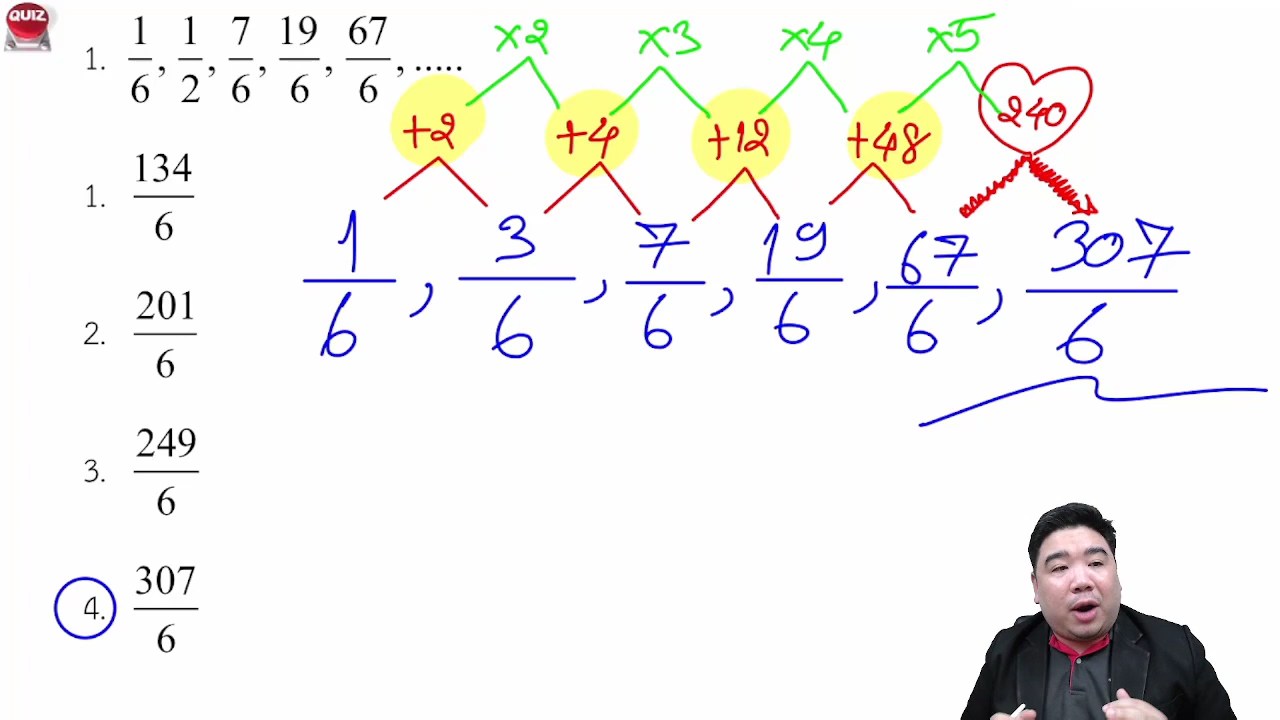 QUIZ
1. 1/6, 1/2, 7/6, 19/6, 67/6, .....
×2 ×3 ×4 ×5
+2 +4 +12 +48 240
1/6, 3/6, 7/6, 19/6, 67/6, 307/6
1. 134/6
2. 201/6
3. 249/6
4. 307/6